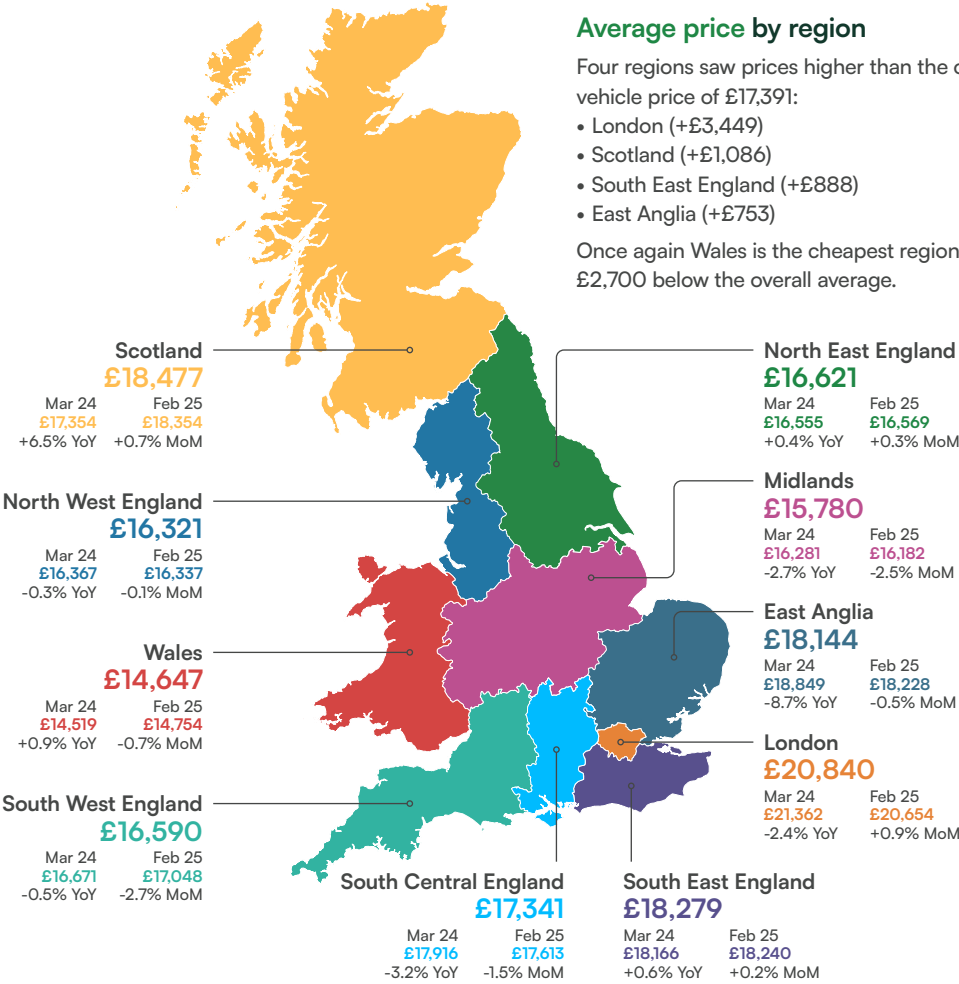 Average price by region
Four regions saw prices higher than the
vehicle price of £17,391:
• London (+£3,449)
• Scotland (+£1,086)
• South East England (+£888)
• East Anglia (+£753)
Once again Wales is the cheapest region
£2,700 below the overall average.
Scotland
£18,477
Mar 24 Feb 25
£17,354 £18,354
+6.5% YoY +0.7% MoM
North East England
£16,621
Mar 24 Feb 25
£16,555 £16,569
+0.4% YoY +0.3% MoM
North West England
£16,321
Mar 24 Feb 25
£16,367 £16,337
-0.3% YoY -0.1% MoM
Midlands
£15,780
Mar 24 Feb 25
£16,281 £16,182
-2.7% YoY -2.5% MoM
East Anglia
£18,144
Mar 24 Feb 25
£18,849 £18,228
-8.7% YoY -0.5% MoM
Wales
£14,647
Mar 24 Feb 25
£14,519 £14,754
+0.9% YoY -0.7% MoM
London
£20,840
Mar 24 Feb 25
£21,362 £20,654
-2.4% YoY +0.9% MoM
South West England
£16,590
Mar 24 Feb 25
£16,671 £17,048
-0.5% YoY -2.7% MoM
South Central England
£17,341
Mar 24 Feb 25
£17,916 £17,613
-3.2% YoY -1.5% MoM
South East England
£18,279
Mar 24 Feb 25
£18,166 £18,240
+0.6% YoY +0.2% MoM